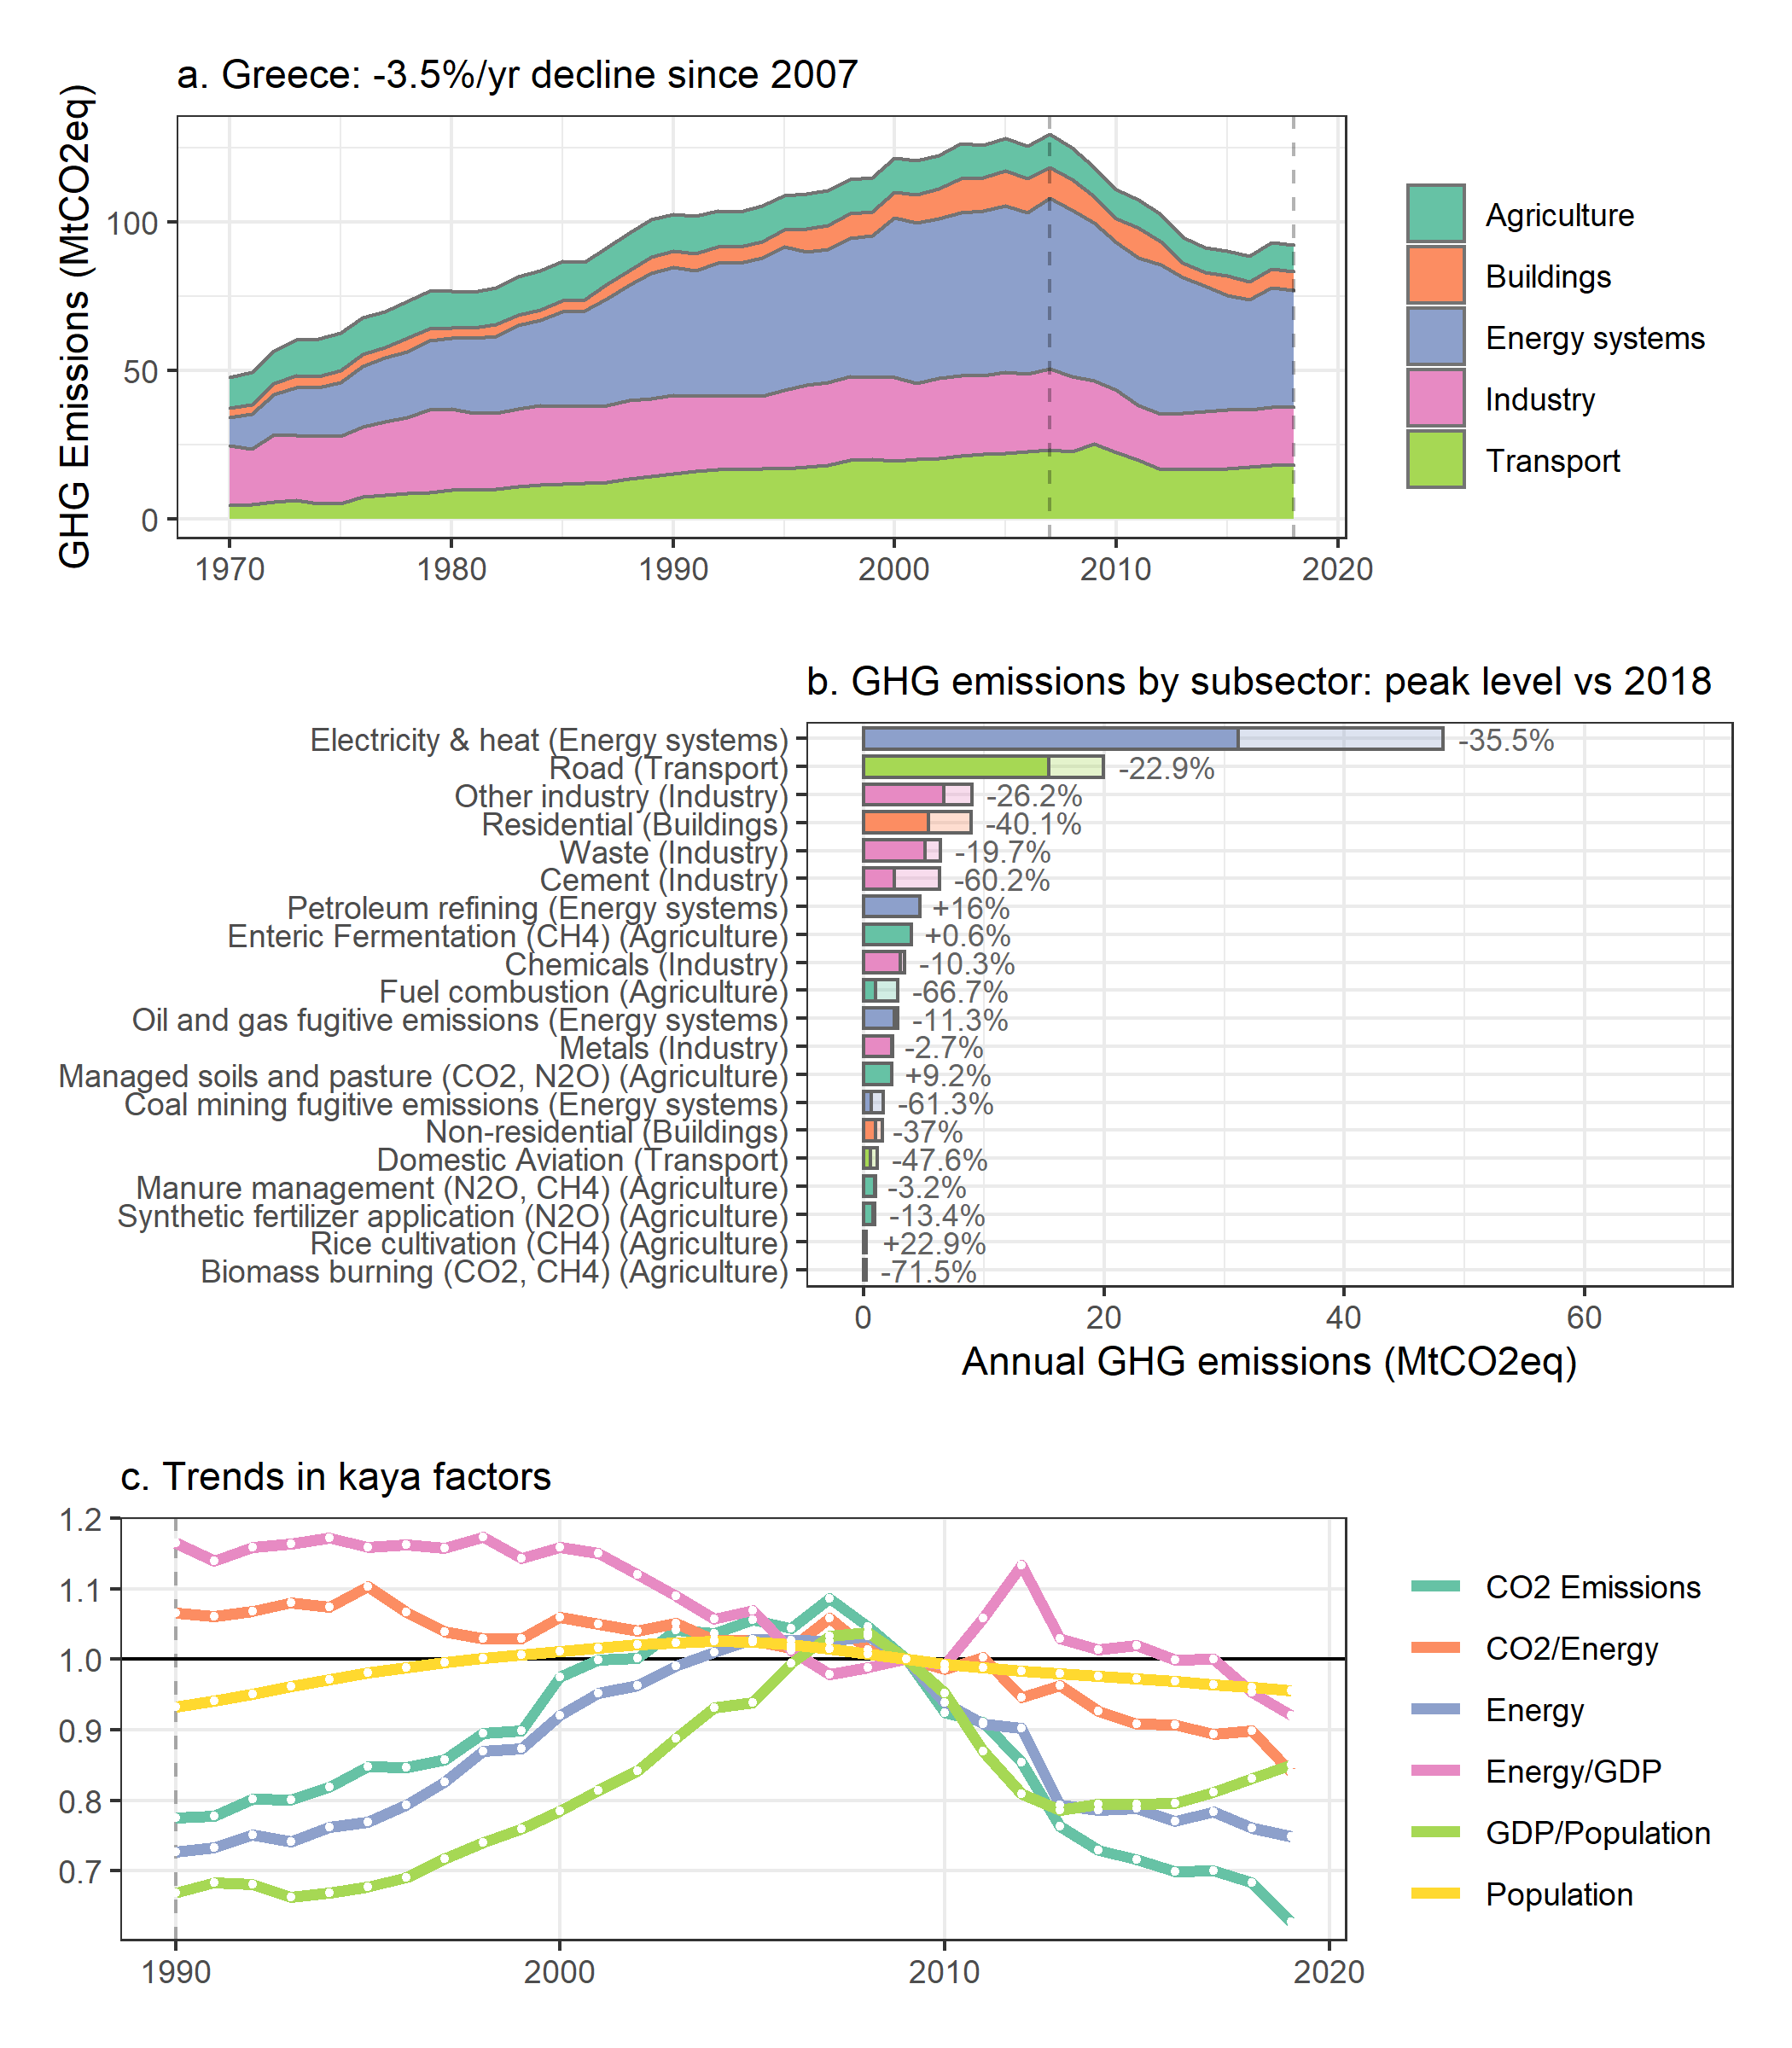 a. Greece: -3.5%/yr decline since 2007
GHG Emissions (MtCO2eq)
100
50
0
1970 1980 1990 2000 2010 2020
Agriculture
Buildings
Energy systems
Industry
Transport
b. GHG emissions by subsector: peak level vs 2018
Electricity & heat (Energy systems) -35.5%
Road (Transport) -22.9%
Other industry (Industry) -26.2%
Residential (Buildings) -40.1%
Waste (Industry) -19.7%
Cement (Industry) -60.2%
Petroleum refining (Energy systems) +16%
Enteric Fermentation (CH4) (Agriculture) +0.6%
Chemicals (Industry) -10.3%
Fuel combustion (Agriculture) -66.7%
Oil and gas fugitive emissions (Energy systems) -11.3%
Metals (Industry) -2.7%
Managed soils and pasture (CO2, N2O) (Agriculture) +9.2%
Coal mining fugitive emissions (Energy systems) -61.3%
Non-residential (Buildings) -37%
Domestic Aviation (Transport) -47.6%
Manure management (N2O, CH4) (Agriculture) -3.2%
Synthetic fertilizer application (N2O) (Agriculture) -13.4%
Rice cultivation (CH4) (Agriculture) +22.9%
Biomass burning (CO2, CH4) (Agriculture) -71.5%
0 20 40 60
Annual GHG emissions (MtCO2eq)
c. Trends in kaya factors
1.2
1.1
1.0
0.9
0.8
0.7
1990 2000 2010 2020
CO2 Emissions
CO2/Energy
Energy
Energy/GDP
GDP/Population
Population